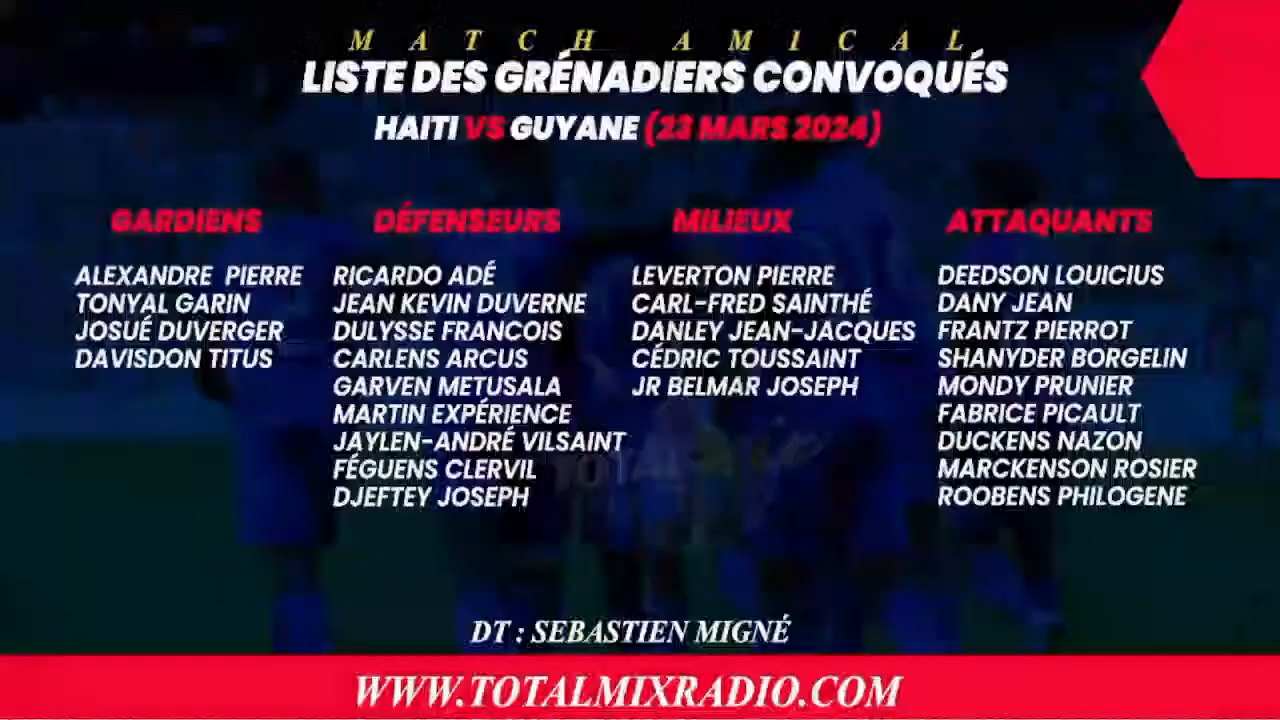 MATCH AMICAL
LISTE DES GRÉNADIERS CONVOQUÉS
HAITI VS GUYANE (23 MARS 2024)
GARDIENS
ALEXANDRE PIERRE
TONYAL GARIN
JOSUÉ DUVERGER
DAVISDON TITUS
DÉFENSEURS
RICARDO ADÉ
JEAN KEVIN DUVERNE
DULYSSE FRANCOIS
CARLENS ARCUS
GARVEN METUSALA
MARTIN EXPÉRIENCE
JAYLEN-ANDRÉ VILSAINT
FÉGUENS CLERVIL
DJEFTEY JOSEPH
MILIEUX
LEVERTON PIERRE
CARL-FRED SAINTHÉ
DANLEY JEAN-JACQUES
CÉDRIC TOUSSAINT
JR BELMAR JOSEPH
ATTAQUANTS
DEEDSON LOUICIUS
DANY JEAN
FRANTZ PIERROT
SHANYDER BORGELIN
MONDY PRUNIER
FABRICE PICAULT
DUCKENS NAZON
MARCKENSON ROSIER
ROOBENS PHILOGENE
TOTAL
DT : SEBASTIEN MIGNÉ
WWW.TOTALMIXRADIO.COM